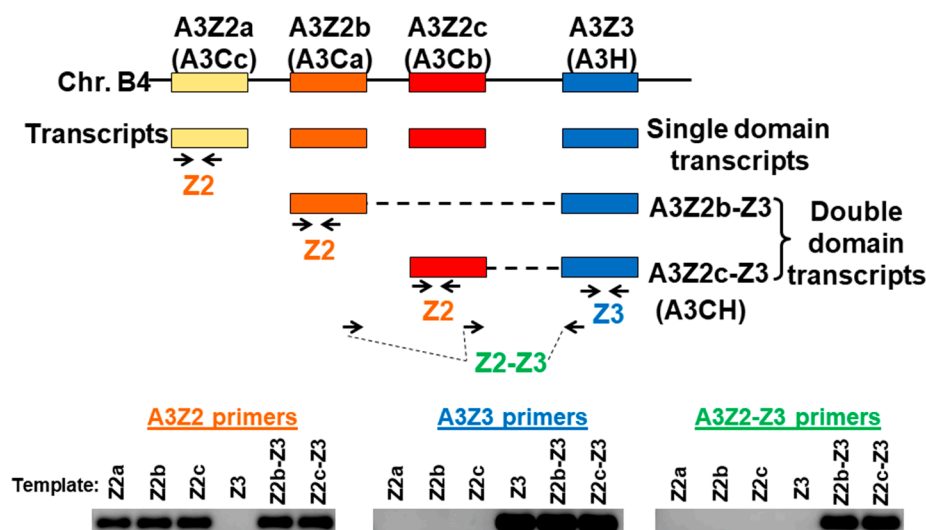 A3Z2a A3Z2b A3Z2c A3Z3
(A3Cc) (A3Ca) (A3Cb) (A3H)
Chr. B4
Transcripts
Single domain
transcripts
Z2
A3Z2b-Z3
Z2
Double
domain
transcripts
A3Z2c-Z3
(A3CH)
Z2
Z3
Z2-Z3
A3Z2 primers A3Z3 primers A3Z2-Z3 primers
Template: Z2a Z2b Z2c Z3 Z2b-Z3 Z2c-Z3 Z2a Z2b Z2c Z3 Z2b-Z3 Z2c-Z3 Z2a Z2b Z2c Z3 Z2b-Z3 Z2c-Z3